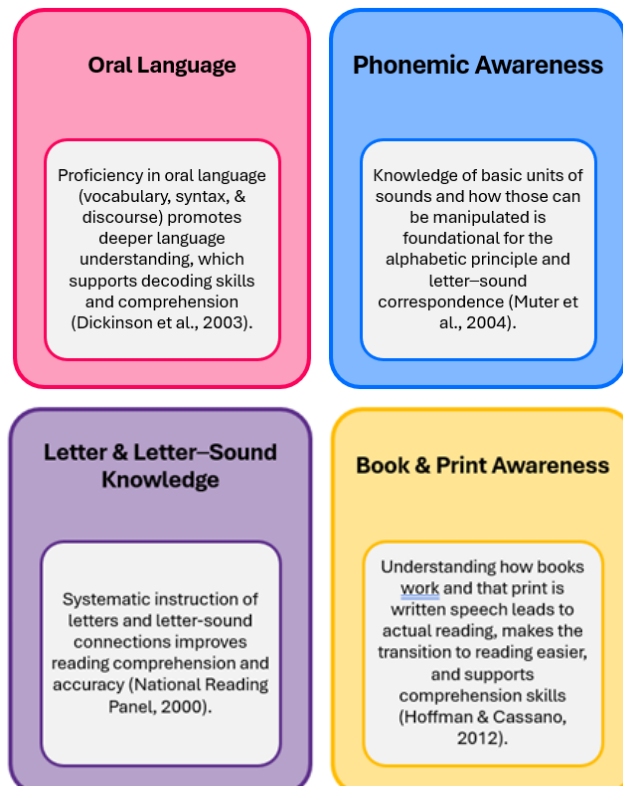 Oral Language
Proficiency in oral language
(vocabulary, syntax, &
discourse) promotes
deeper language
understanding, which
supports decoding skills
and comprehension
(Dickinson et al., 2003).
Phonemic Awareness
Knowledge of basic units of
sounds and how those can
be manipulated is
foundational for the
alphabetic principle and
letter–sound
correspondence (Muter et
al., 2004).
Letter & Letter–Sound
Knowledge
Systematic instruction of
letters and letter-sound
connections improves
reading comprehension and
accuracy (National Reading
Panel, 2000).
Book & Print Awareness
Understanding how books
work and that print is
written speech leads to
actual reading, makes the
transition to reading easier,
and supports
comprehension skills
(Hoffman & Cassano,
2012).